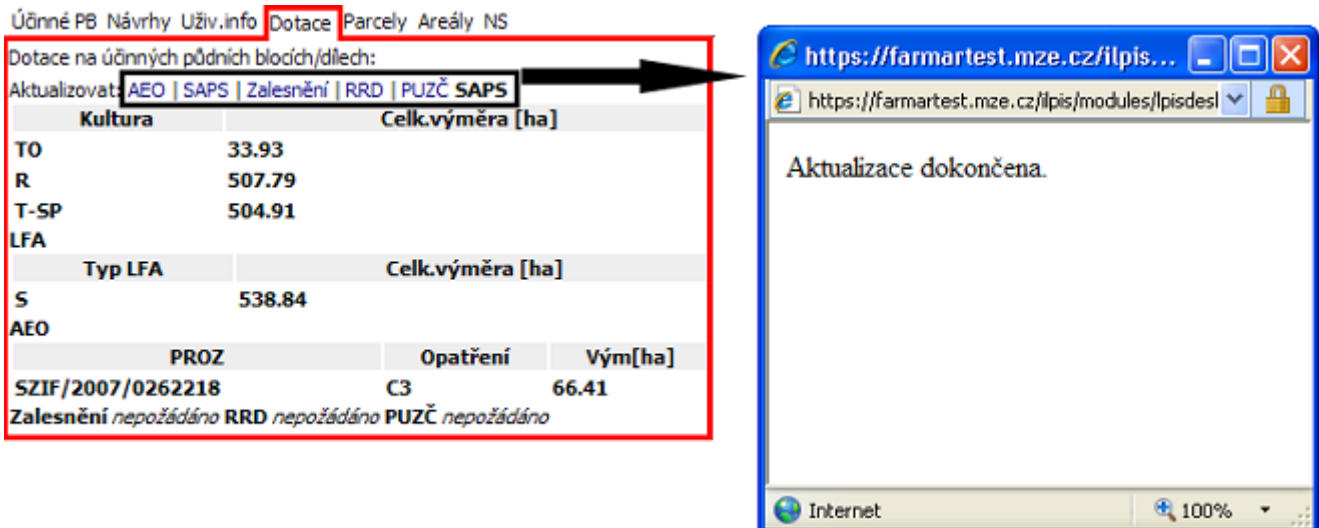 Účinné PB Návrhy Uživ.info Dotace Parcely Areály NS
Dotace na účinných půdních blocích/dílech:
Aktualizovat: AEO | SAPS | Zalesnění | RRD | PUZČ SAPS
Kultura Celk.výměra [ha]
TO 33.93
R 507.79
T-SP 504.91
LFA
Typ LFA Celk.výměra [ha]
S 538.84
AEO
PROZ Opatření Vým[ha]
SZIF/2007/0262218 C3 66.41
Zalesnění nepožádáno RRD nepožádáno PUZČ nepožádáno
https://farmartest.mze.cz/ilpis...
https://farmartest.mze.cz/ilpis/modules/lpisdesl
Aktualizace dokončena.
Internet 100%